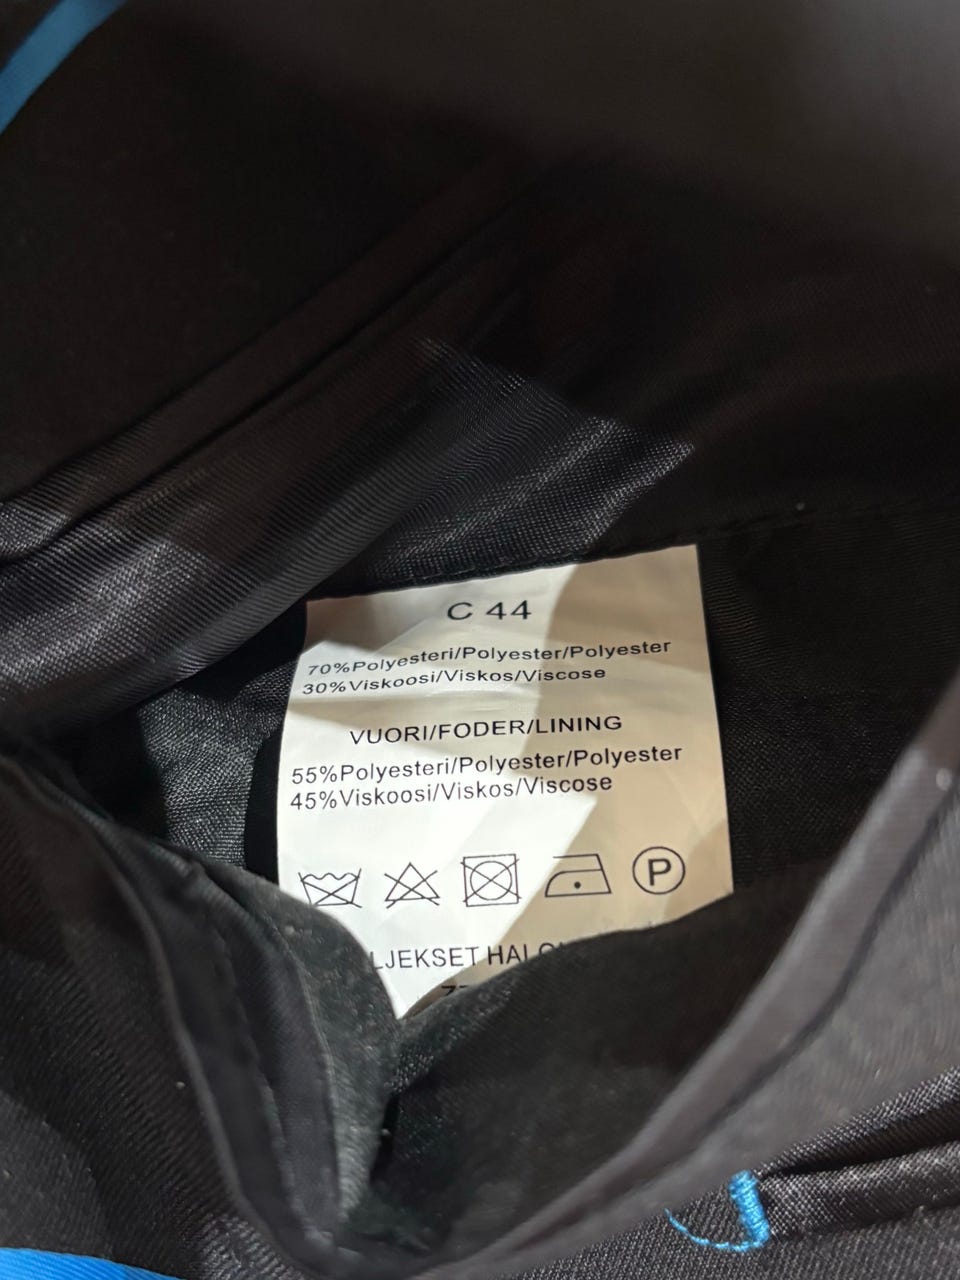 C 44
70%Polyesteri/Polyester/Polyester
30%Viskoosi/Viskos/Viscose
VUORI/FODER/LINING
55%Polyesteri/Polyester/Polyester
45%Viskoosi/Viskos/Viscose
P